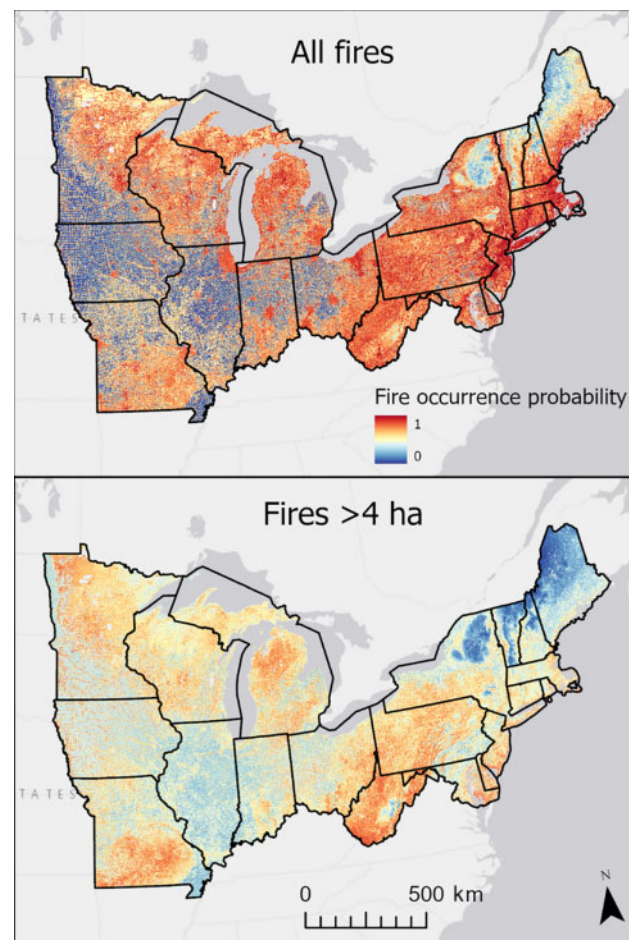 All fires
TATES
Fire occurrence probability
1
0
Fires >4 ha
TATES
0 500 km
N